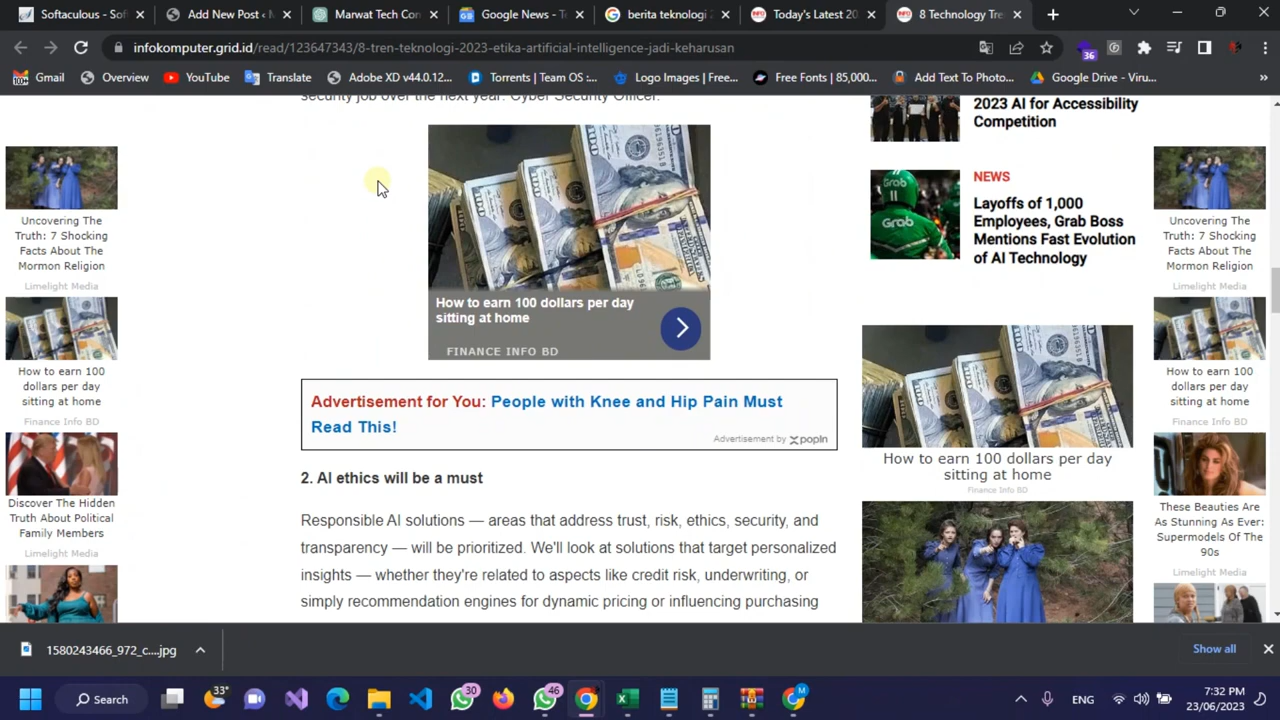 Softaculous - Sof
Add New Post ‹ M
Marwat Tech Con
Google News - Te
berita teknologi 2
Today's Latest 20
8 Technology Tre
infokomputer.grid.id/read/123647343/8-tren-teknologi-2023-etika-artificial-intelligence-jadi-keharusan
36
100+
Gmail
Overview
YouTube
Translate
Adobe XD v44.0.12...
Torrents | Team OS :...
Logo Images | Free...
Free Fonts | 85,000...
Add Text To Photo...
Google Drive - Viru...
»
Uncovering The
Truth: 7 Shocking
Facts About The
Mormon Religion
Limelight Media
How to earn 100
dollars per day
sitting at home
Finance Info BD
Discover The Hidden
Truth About Political
Family Members
Limelight Media
security job over the next year. Cyber Security Officer.
How to earn 100 dollars per day
sitting at home
FINANCE INFO BD
Advertisement for You: People with Knee and Hip Pain Must
Read This!
Advertisement by popIn
2. AI ethics will be a must
Responsible AI solutions — areas that address trust, risk, ethics, security, and
transparency — will be prioritized. We'll look at solutions that target personalized
insights — whether they're related to aspects like credit risk, underwriting, or
simply recommendation engines for dynamic pricing or influencing purchasing
2023 AI for Accessibility
Competition
Grab
Grab
NEWS
Layoffs of 1,000
Employees, Grab Boss
Mentions Fast Evolution
of AI Technology
How to earn 100 dollars per day
sitting at home
Finance Info BD
Uncovering The
Truth: 7 Shocking
Facts About The
Mormon Religion
Limelight Media
How to earn 100
dollars per day
sitting at home
Finance Info BD
These Beauties Are
As Stunning As Ever:
Supermodels Of The
90s
Limelight Media
1580243466_972_c....jpg
Show all
Search
33°
30
46
M
ENG
7:32 PM
23/06/2023